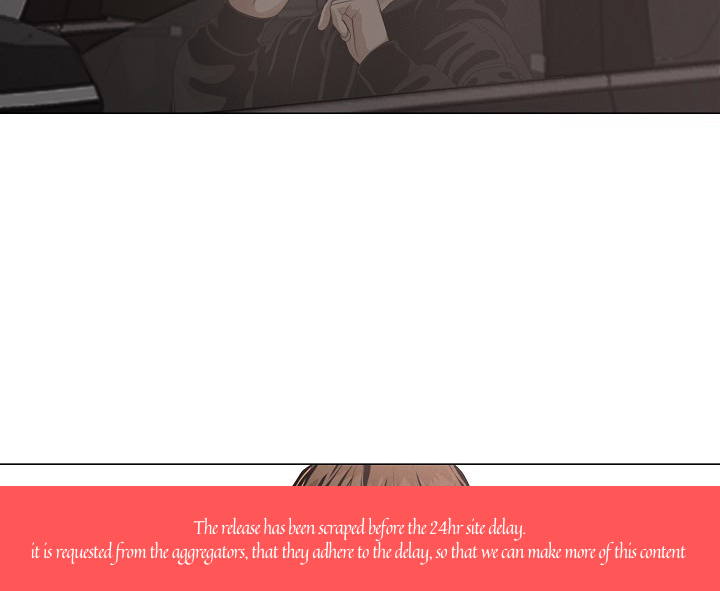 The release has been scraped before the 24hr site delay.
it is requested from the aggregators, that they adhere to the delay, so that we can make more of this content